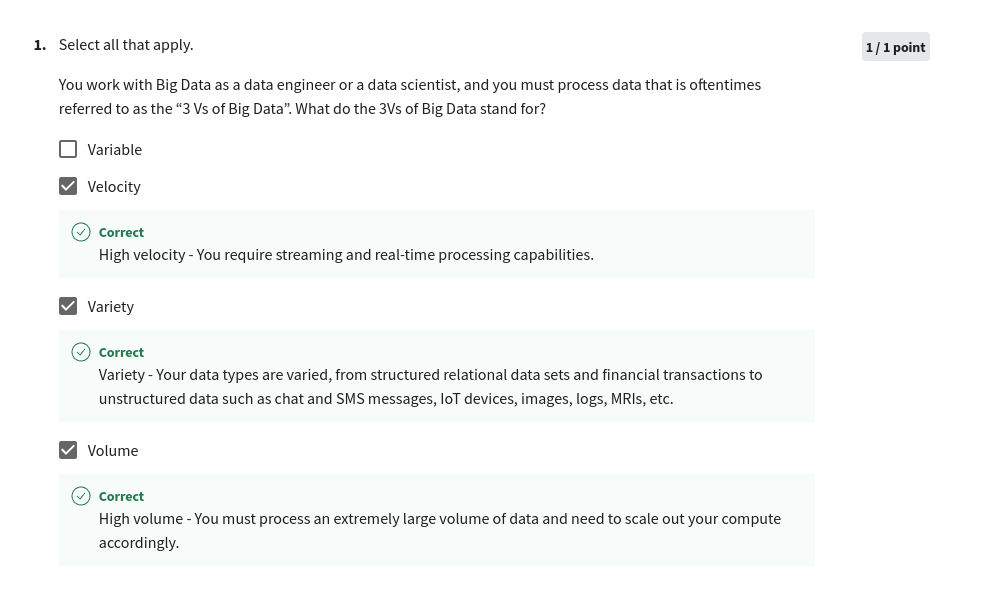 1. Select all that apply.
1 / 1 point
You work with Big Data as a data engineer or a data scientist, and you must process data that is oftentimes
referred to as the “3 Vs of Big Data”. What do the 3Vs of Big Data stand for?
Variable
Velocity
Correct
High velocity - You require streaming and real-time processing capabilities.
Variety
Correct
Variety - Your data types are varied, from structured relational data sets and financial transactions to
unstructured data such as chat and SMS messages, IoT devices, images, logs, MRIs, etc.
Volume
Correct
High volume - You must process an extremely large volume of data and need to scale out your compute
accordingly.